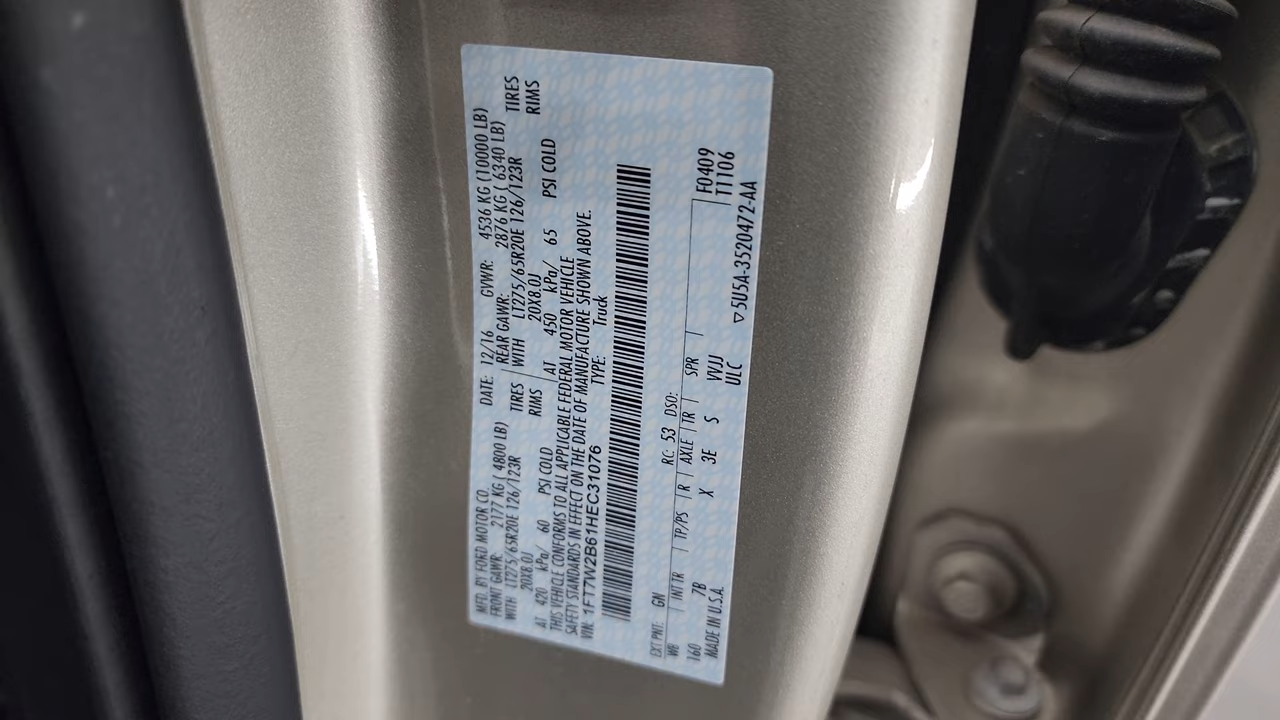 MFD. BY FORD MOTOR CO. DATE: 12/16 GVWR: 4536 KG (10000 LB)
FRONT GAWR: 2177 KG ( 4800 LB) REAR GAWR: 2876 KG ( 6340 LB)
WITH LT275/65R20E 126/123R TIRES WITH LT275/65R20E 126/123R TIRES
20X8.0J RIMS 20X8.0J RIMS
AT 420 kPa/ 60 PSI COLD AT 450 kPa/ 65 PSI COLD
THIS VEHICLE CONFORMS TO ALL APPLICABLE FEDERAL MOTOR VEHICLE
SAFETY STANDARDS IN EFFECT ON THE DATE OF MANUFACTURE SHOWN ABOVE.
VIN: 1FT7W2B61HEC31076 TYPE: Truck
EXT PNT: GN RC: 53 DSO:
WB INT TR TP/PS R AXLE TR SPR F0409
160 7B X 3E S VVJJ T1106
MADE IN U.S.A. ULC ▽5U5A-3520472-AA